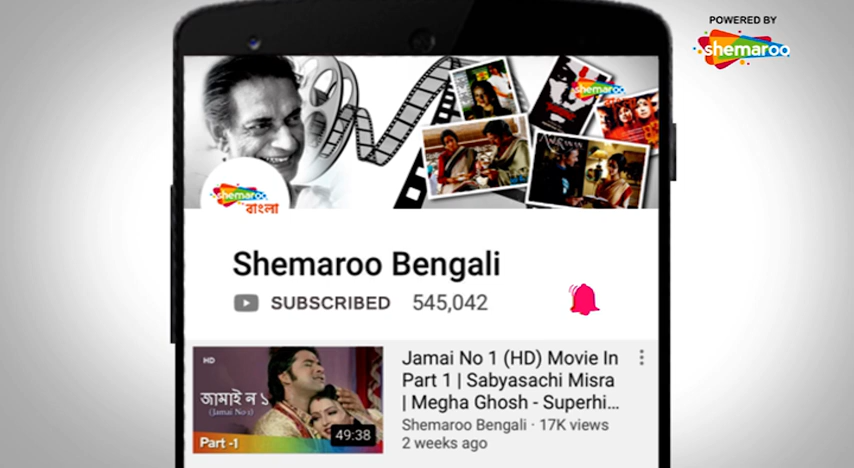 POWERED BY
shemaroo
shemaroo
shemaroo
বাংলা
Shemaroo Bengali
SUBSCRIBED 545,042
HD
জামাই ন ১
(Jamai No 1)
Part -1
49:38
Jamai No 1 (HD) Movie In
Part 1 | Sabyasachi Misra
| Megha Ghosh - Superhi...
Shemaroo Bengali · 17K views
2 weeks ago